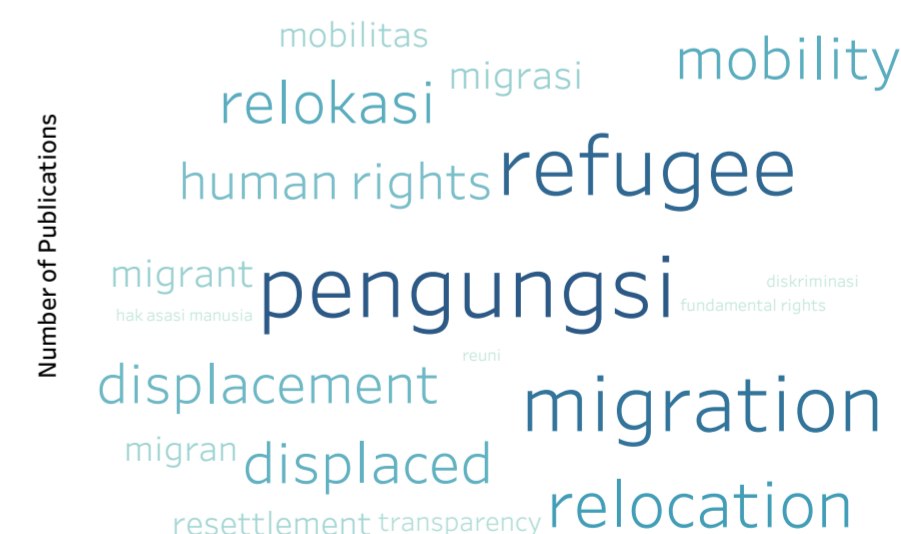 Number of Publications
mobilitas
mobility
migrasi
relokasi
refugee
human rights
migrant
pengungsi
diskriminasi
fundamental rights
hak asasi manusia
reuni
displacement
migration
migran
displaced
relocation
resettlement
transparency